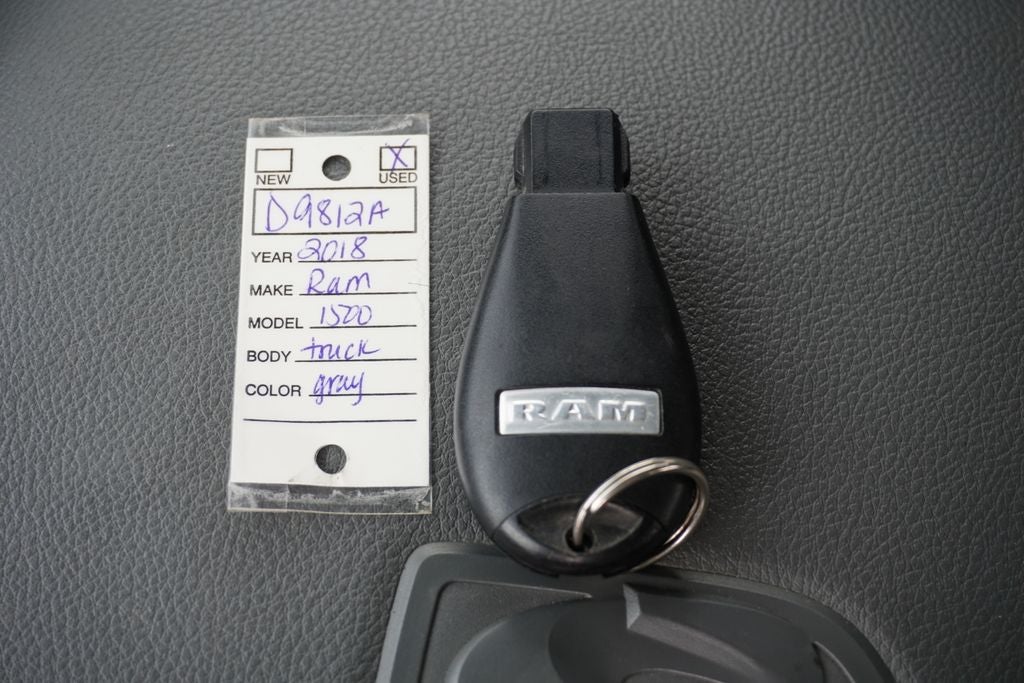 X
NEW USED
D9812A
YEAR 2018
MAKE Ram
MODEL 1500
BODY truck
COLOR gray
RAM